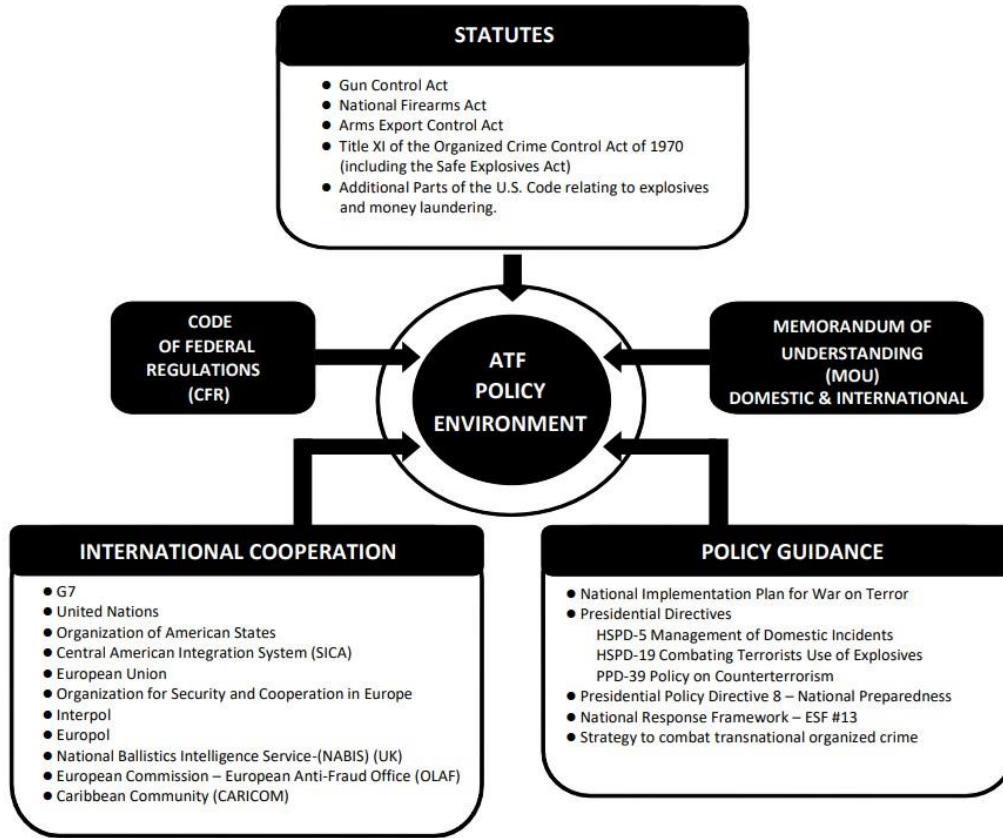 STATUTES
● Gun Control Act
● National Firearms Act
● Arms Export Control Act
● Title XI of the Organized Crime Control Act of 1970
(including the Safe Explosives Act)
● Additional Parts of the U.S. Code relating to explosives
and money laundering.
CODE
OF FEDERAL
REGULATIONS
(CFR)
ATF
POLICY
ENVIRONMENT
MEMORANDUM OF
UNDERSTANDING
(MOU)
DOMESTIC & INTERNATIONAL
INTERNATIONAL COOPERATION
● G7
● United Nations
● Organization of American States
● Central American Integration System (SICA)
● European Union
● Organization for Security and Cooperation in Europe
● Interpol
● Europol
● National Ballistics Intelligence Service-(NABIS) (UK)
● European Commission – European Anti-Fraud Office (OLAF)
● Caribbean Community (CARICOM)
POLICY GUIDANCE
● National Implementation Plan for War on Terror
● Presidential Directives
HSPD-5 Management of Domestic Incidents
HSPD-19 Combating Terrorists Use of Explosives
PPD-39 Policy on Counterterrorism
● Presidential Policy Directive 8 – National Preparedness
● National Response Framework – ESF #13
● Strategy to combat transnational organized crime